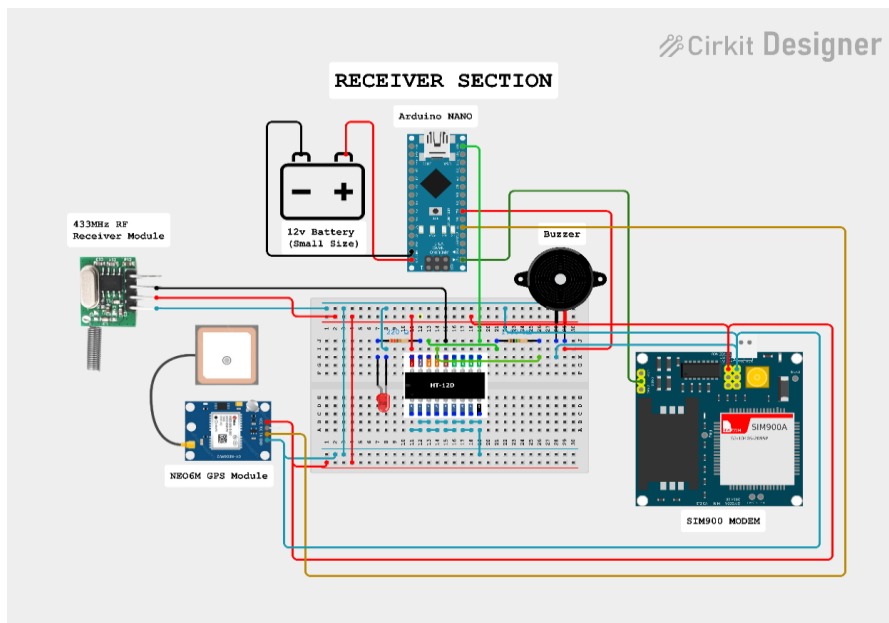 Cirkit Designer
RECEIVER SECTION
Arduino NANO
433MHz RF
Receiver Module
12v Battery
(Small Size)
Buzzer
HT-12D
SIM900A
NEO6M GPS Module
SIM900 MODEM